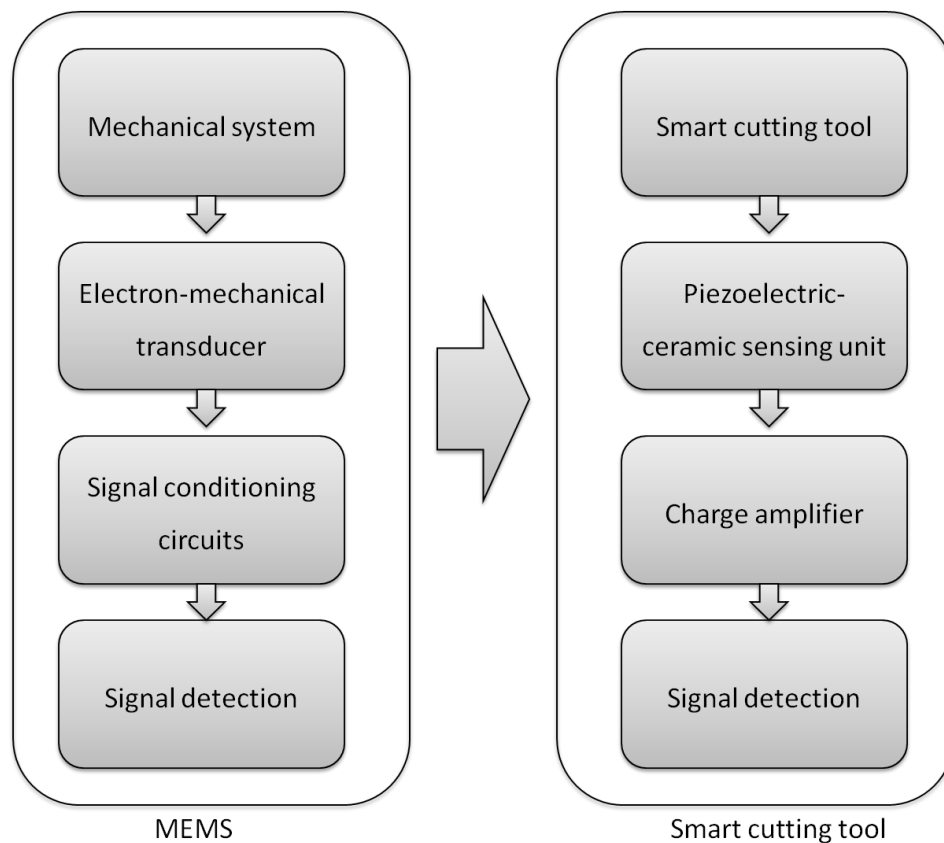 Mechanical system
Electron-mechanical
transducer
Signal conditioning
circuits
Signal detection
MEMS
Smart cutting tool
Piezoelectric-
ceramic sensing unit
Charge amplifier
Signal detection
Smart cutting tool